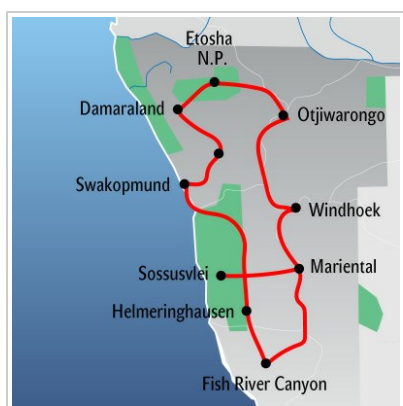 Etosha
N.P.
Damaraland
Otjiwarongo
Swakopmund
Windhoek
Sossusvlei
Mariental
Helmeringhausen
Fish River Canyon